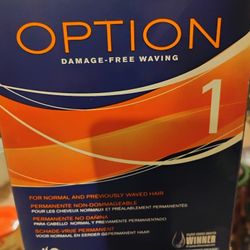 OPTION
DAMAGE-FREE WAVING
1
FOR NORMAL AND PREVIOUSLY WAVED HAIR
PERMANENTE NON-DOMMAGEABLE
POUR LES CHEVEUX NORMAUX ET PRÉALABLEMENT PERMANENTÉS
PERMANENTE NO DAÑINA
PARA CABELLO NORMAL Y PREVIAMENTE PERMANENTADO
SCHADE-VRIJE PERMANENT
VOOR NORMAAL EN EERDER GEPERMANENT HAAR
WINNER